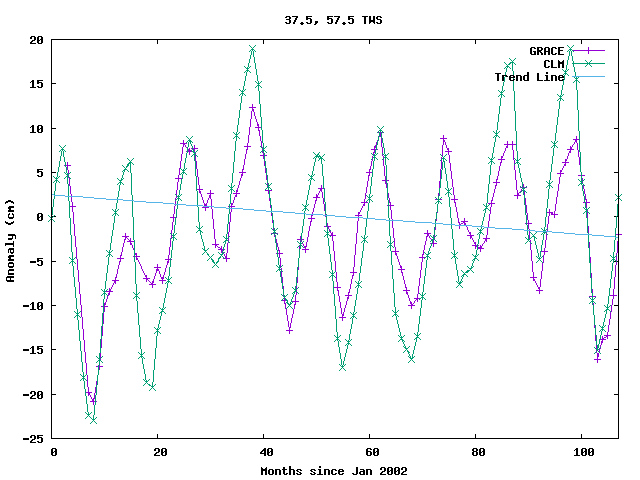 37.5, 57.5 TWS
GRACE
CLM
Trend Line
20
15
10
5
0
-5
-10
-15
-20
-25
Anomaly (cm)
0 20 40 60 80 100
Months since Jan 2002